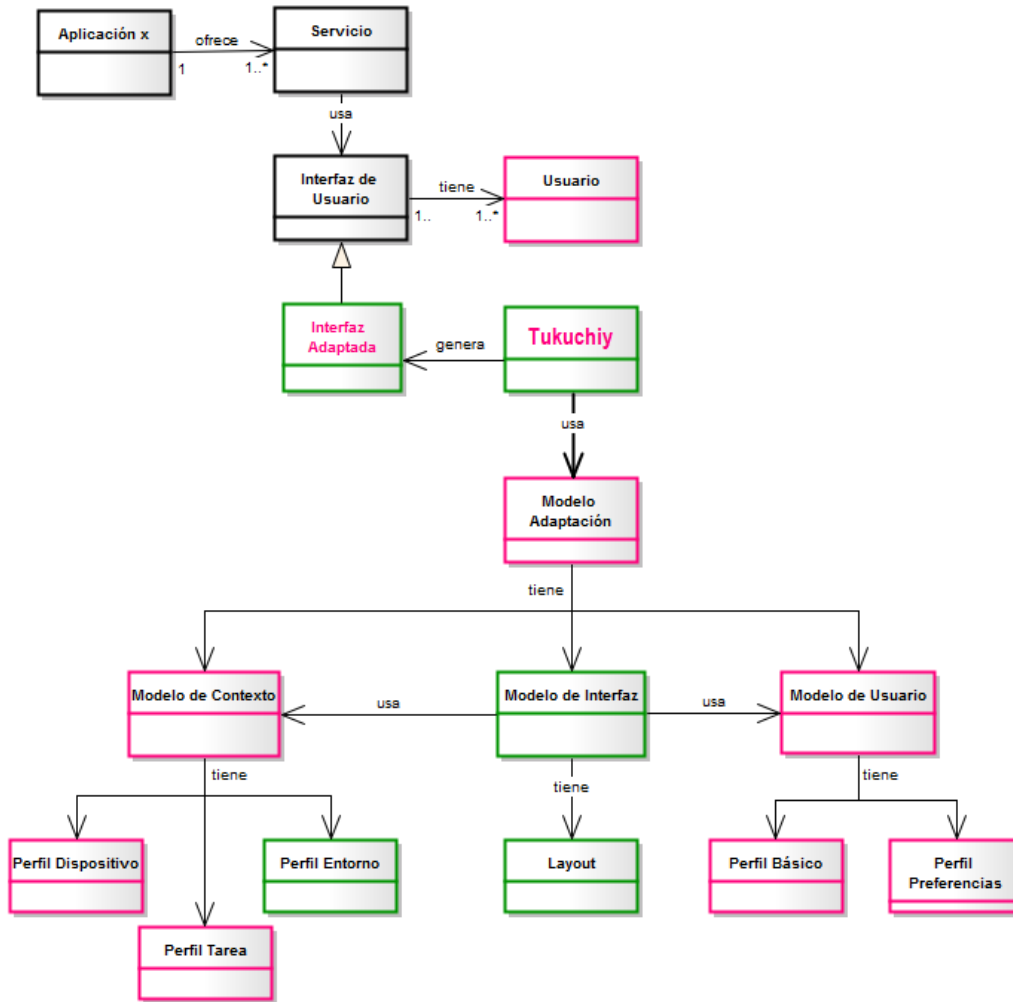 Aplicación x
ofrece
Servicio
1
1..*
usa
Interfaz de
Usuario
tiene
Usuario
1..
1..*
Interfaz
Adaptada
genera
Tukuchiy
usa
Modelo
Adaptación
tiene
Modelo de Contexto
usa
Modelo de Interfaz
usa
Modelo de Usuario
tiene
tiene
tiene
Perfil Dispositivo
Perfil Entorno
Layout
Perfil Básico
Perfil
Preferencias
Perfil Tarea